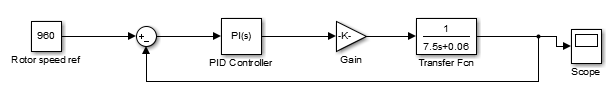 960
Rotor speed ref
+
-
PI(s)
PID Controller
-K-
Gain
1
7.5s+0.06
Transfer Fcn
Scope